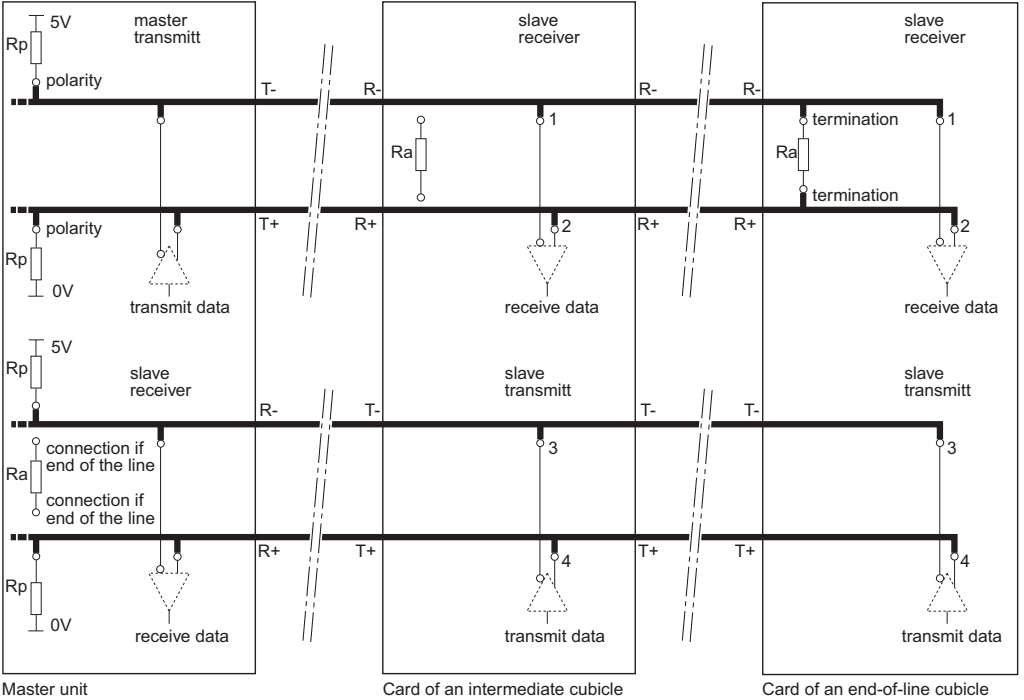 5V
master
transmitt
slave
receiver
slave
receiver
Rp
polarity
T-
R-
R-
R-
1
termination
1
Ra
Ra
termination
polarity
T+
R+
2
R+
R+
2
Rp
0V
transmit data
receive data
receive data
5V
Rp
slave
receiver
slave
transmitt
slave
transmitt
R-
T-
T-
T-
connection if
end of the line
3
3
Ra
connection if
end of the line
R+
T+
4
T+
T+
4
Rp
0V
receive data
transmit data
transmit data
Master unit
Card of an intermediate cubicle
Card of an end-of-line cubicle